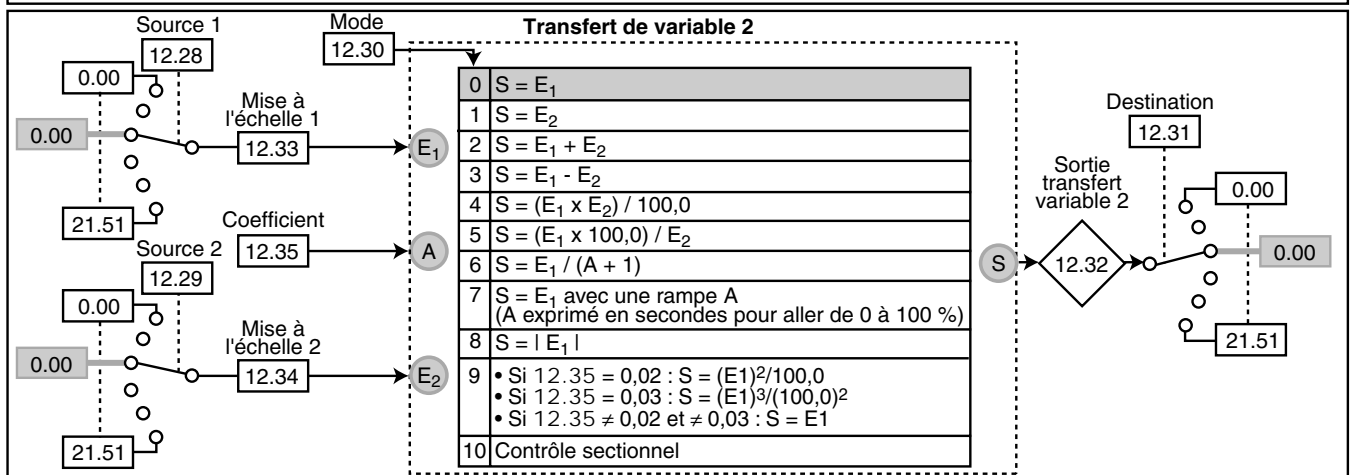 Transfert de variable 2
Source 1
12.28
Mode
12.30
0.00
0.00
21.51
Mise à
l'échelle 1
12.33
E1
Coefficient
12.35
A
Source 2
12.29
0.00
0.00
21.51
Mise à
l'échelle 2
12.34
E2
0 S = E1
1 S = E2
2 S = E1 + E2
3 S = E1 - E2
4 S = (E1 x E2) / 100,0
5 S = (E1 x 100,0) / E2
6 S = E1 / (A + 1)
7 S = E1 avec une rampe A
(A exprimé en secondes pour aller de 0 à 100 %)
8 S = | E1 |
9 • Si 12.35 = 0,02 : S = (E1)²/100,0
• Si 12.35 = 0,03 : S = (E1)³/(100,0)²
• Si 12.35 ≠ 0,02 et ≠ 0,03 : S = E1
10 Contrôle sectionnel
S
Sortie
transfert
variable 2
12.32
Destination
12.31
0.00
0.00
21.51